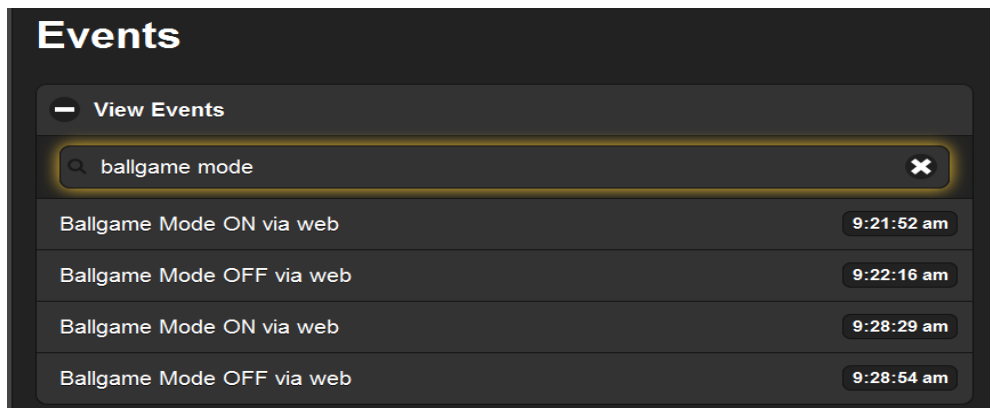 Events
View Events
ballgame mode
Ballgame Mode ON via web 9:21:52 am
Ballgame Mode OFF via web 9:22:16 am
Ballgame Mode ON via web 9:28:29 am
Ballgame Mode OFF via web 9:28:54 am